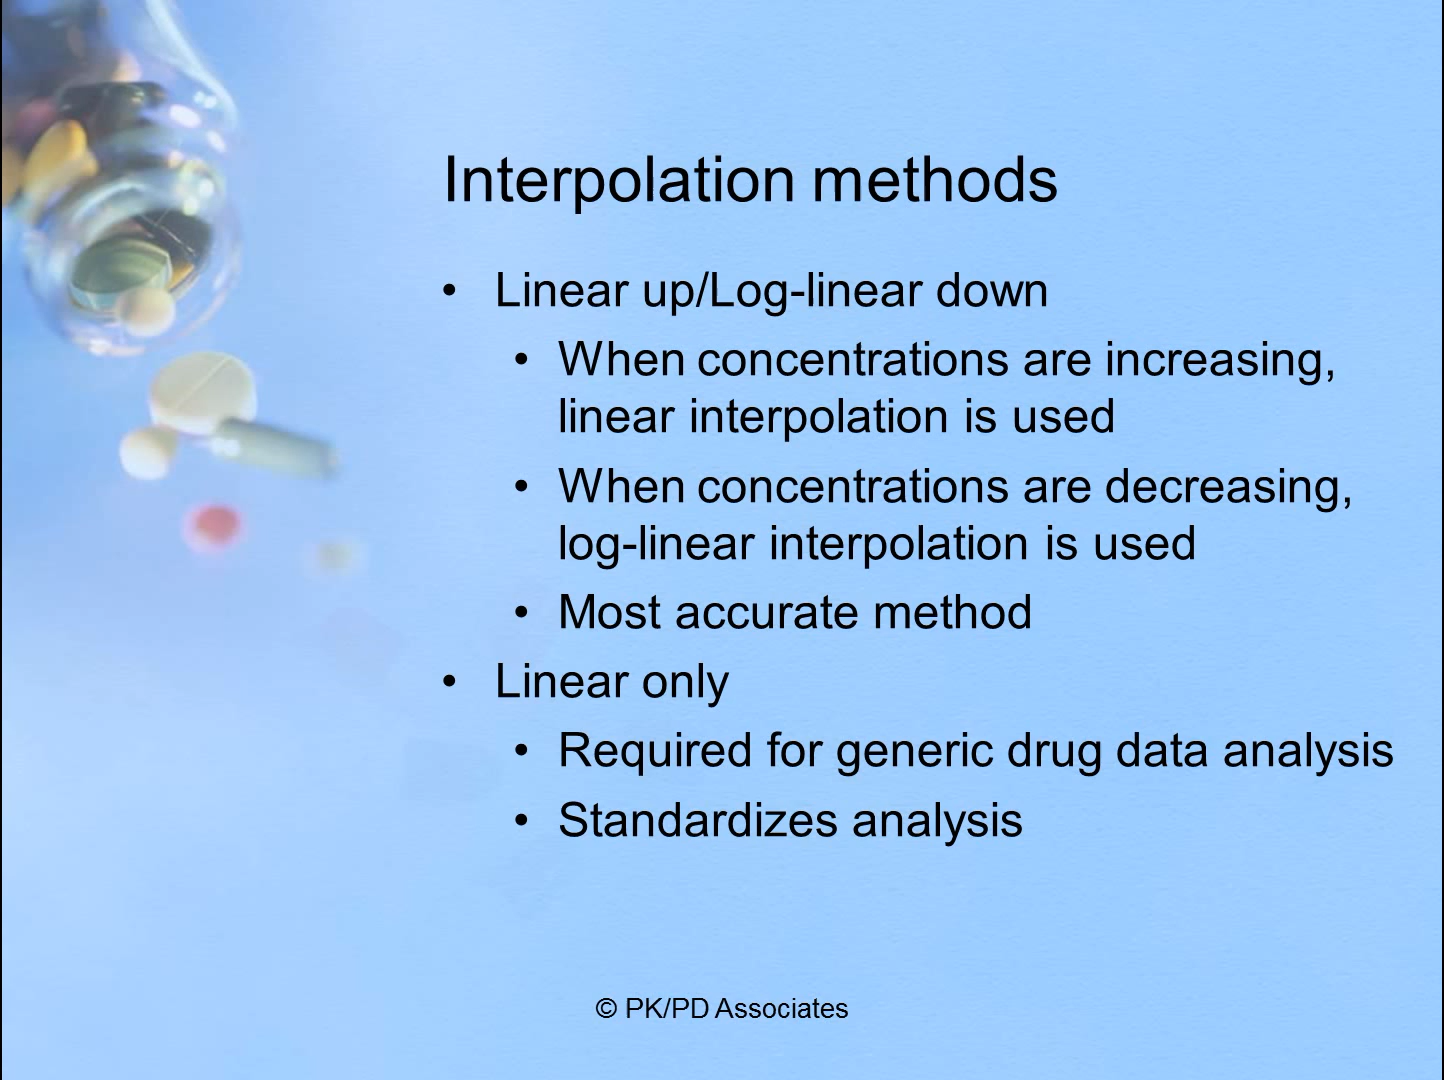 Interpolation methods
• Linear up/Log-linear down
• When concentrations are increasing,
linear interpolation is used
• When concentrations are decreasing,
log-linear interpolation is used
• Most accurate method
• Linear only
• Required for generic drug data analysis
• Standardizes analysis
© PK/PD Associates